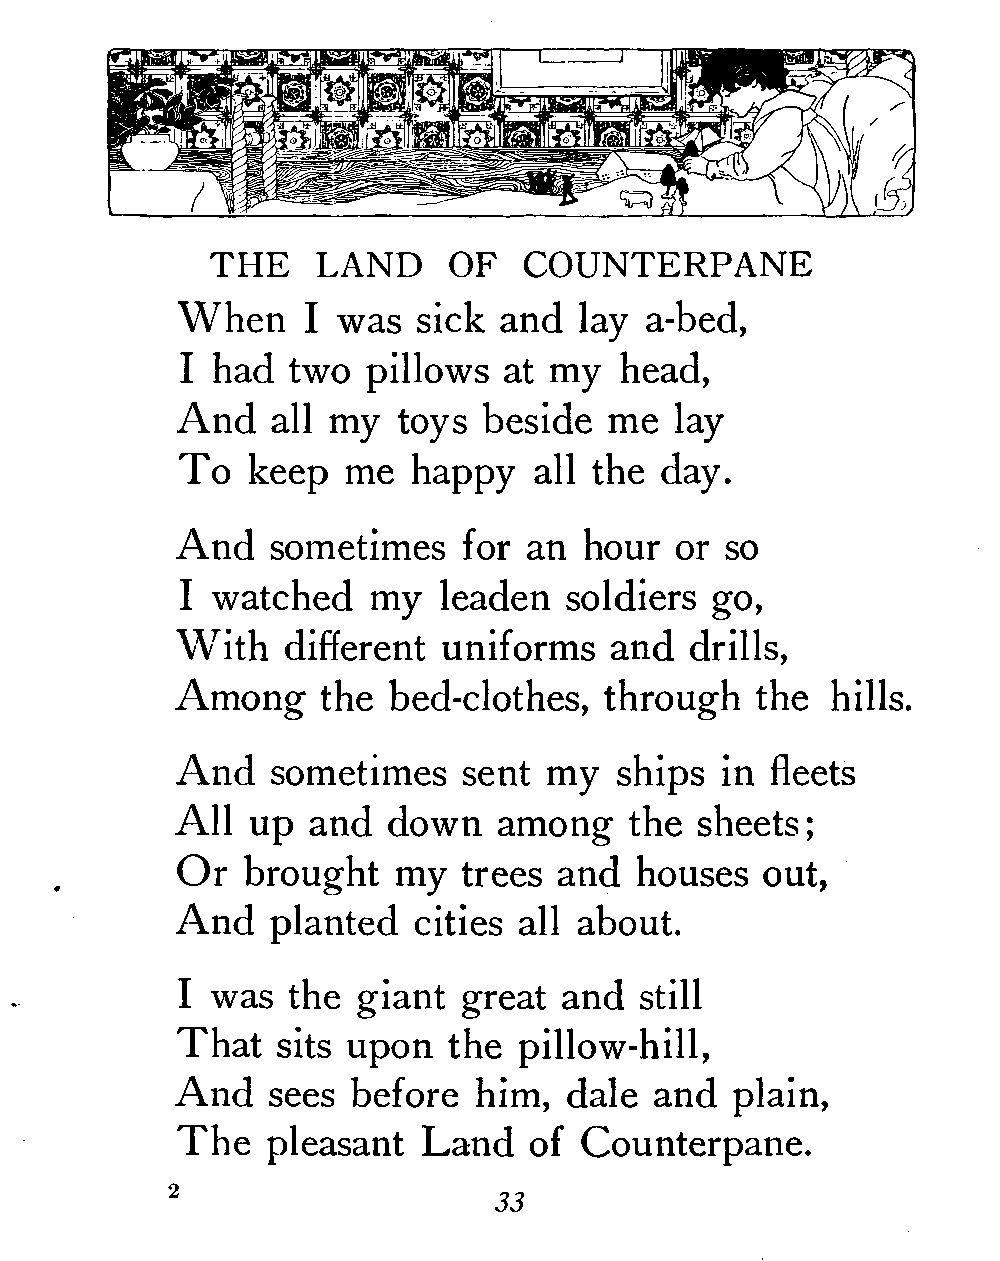 THE LAND OF COUNTERPANE
When I was sick and lay a-bed,
I had two pillows at my head,
And all my toys beside me lay
To keep me happy all the day.
And sometimes for an hour or so
I watched my leaden soldiers go,
With different uniforms and drills,
Among the bed-clothes, through the hills.
And sometimes sent my ships in fleets
All up and down among the sheets;
Or brought my trees and houses out,
And planted cities all about.
I was the giant great and still
That sits upon the pillow-hill,
And sees before him, dale and plain,
The pleasant Land of Counterpane.
2 33